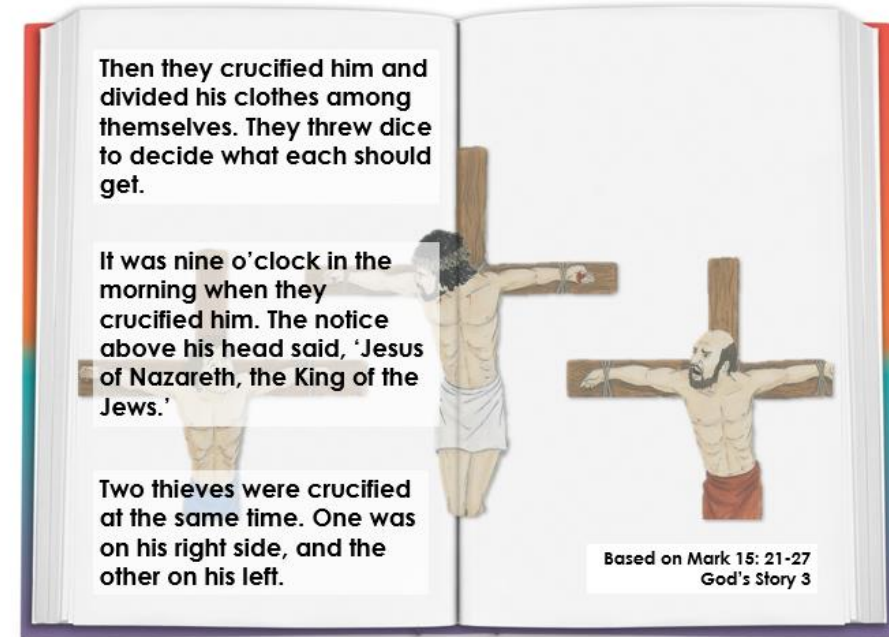 Then they crucified him and
divided his clothes among
themselves. They threw dice
to decide what each should
get.
It was nine o'clock in the
morning when they
crucified him. The notice
above his head said, ‘Jesus
of Nazareth, the King of the
Jews.’
Two thieves were crucified
at the same time. One was
on his right side, and the
other on his left.
Based on Mark 15: 21-27
God's Story 3